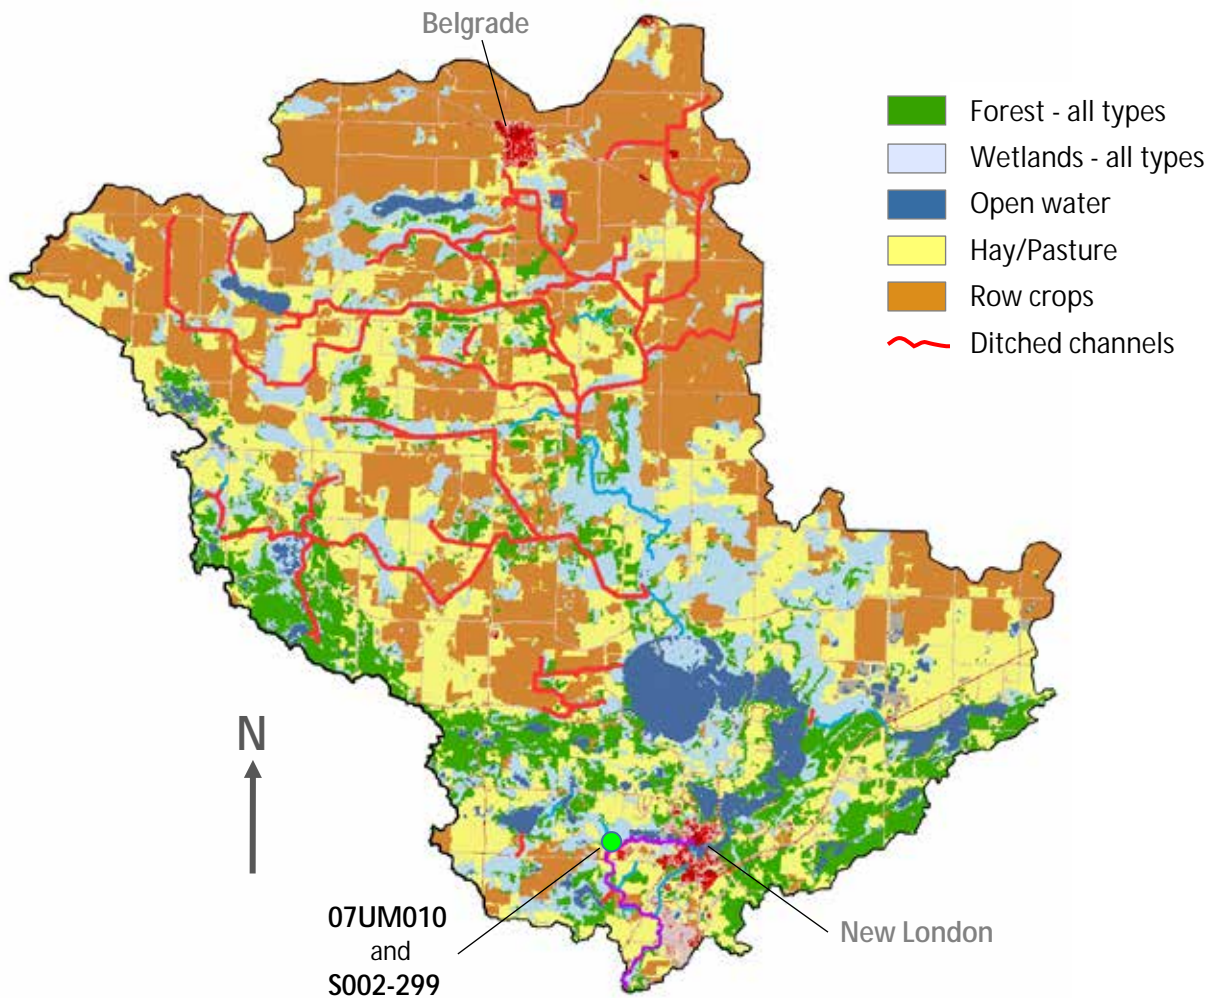 Belgrade
Forest - all types
Wetlands - all types
Open water
Hay/Pasture
Row crops
Ditched channels
N
07UM010
and
S002-299
New London